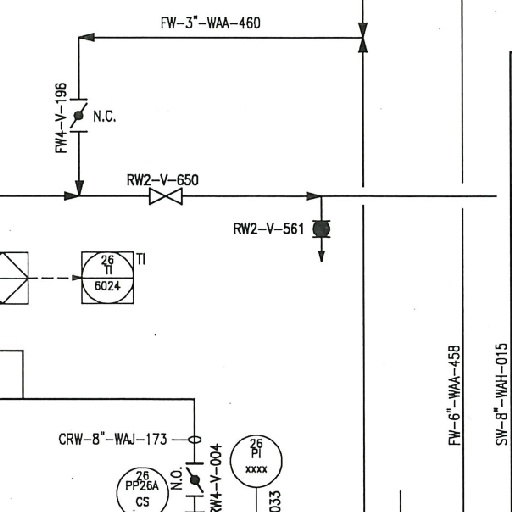 FW-3"-WAA-460
FW4-V-196
N.C.
RW2-V-650
RW2-V-561
26
TI
6024
TI
FW-6"-WAA-458
SW-8"-WAH-015
CRW-8"-WAJ-173
26
PI
xxxx
26
PP26A
CS
N.O.
RW4-V-004
033